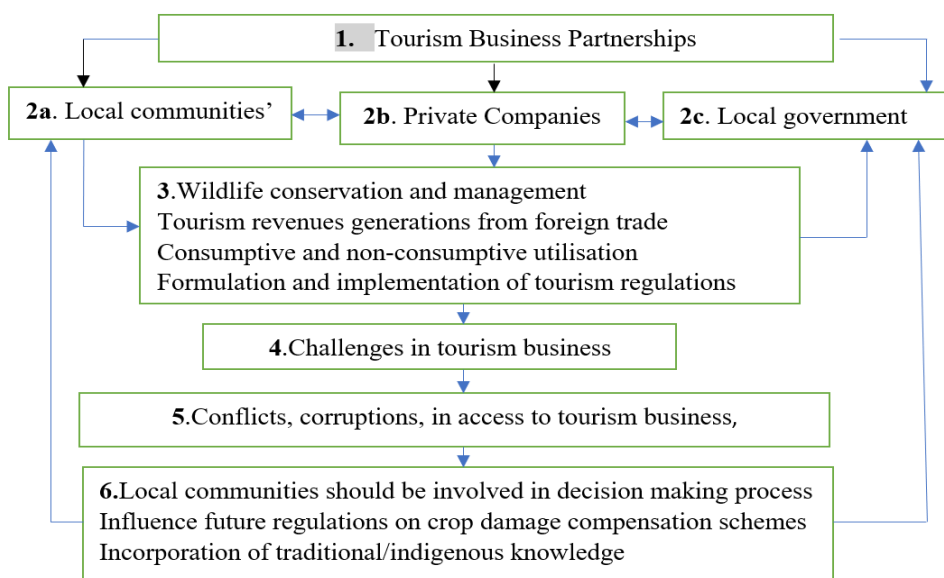 1. Tourism Business Partnerships
2a. Local communities’
2b. Private Companies
2c. Local government
3.Wildlife conservation and management
Tourism revenues generations from foreign trade
Consumptive and non-consumptive utilisation
Formulation and implementation of tourism regulations
4.Challenges in tourism business
5.Conflicts, corruptions, in access to tourism business,
6.Local communities should be involved in decision making process
Influence future regulations on crop damage compensation schemes
Incorporation of traditional/indigenous knowledge